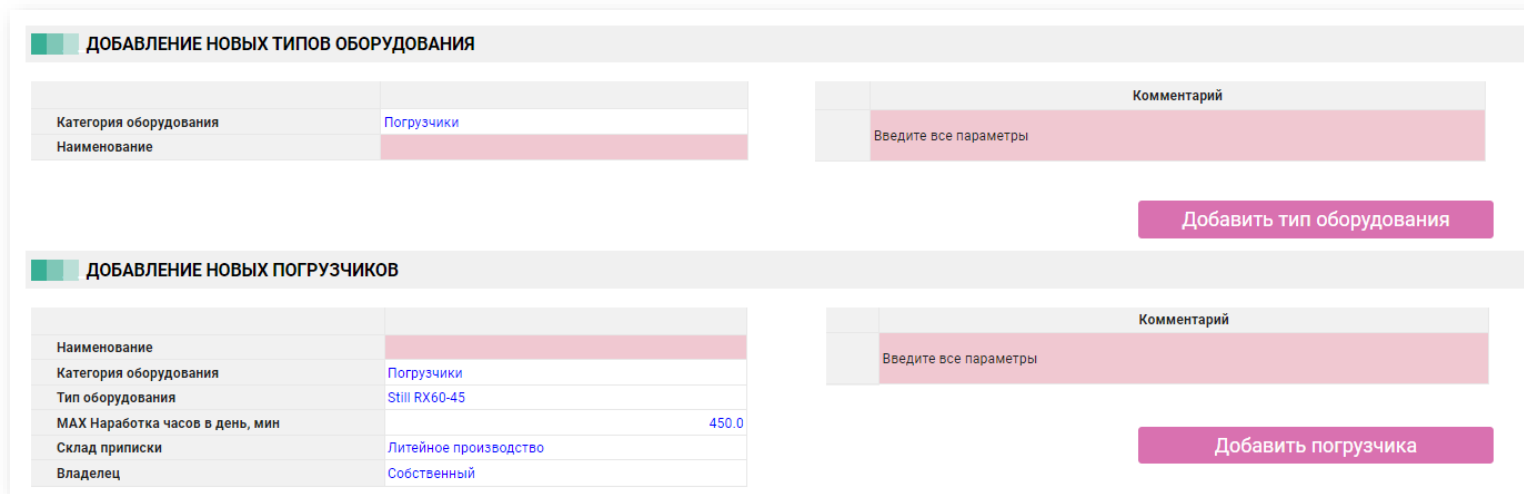 ДОБАВЛЕНИЕ НОВЫХ ТИПОВ ОБОРУДОВАНИЯ
Комментарий
Категория оборудования Погрузчики
Наименование
Введите все параметры
Добавить тип оборудования
ДОБАВЛЕНИЕ НОВЫХ ПОГРУЗЧИКОВ
Комментарий
Наименование
Введите все параметры
Категория оборудования Погрузчики
Тип оборудования Still RX60-45
MAX Наработка часов в день, мин 450.0
Склад приписки Литейное производство
Владелец Собственный
Добавить погрузчика